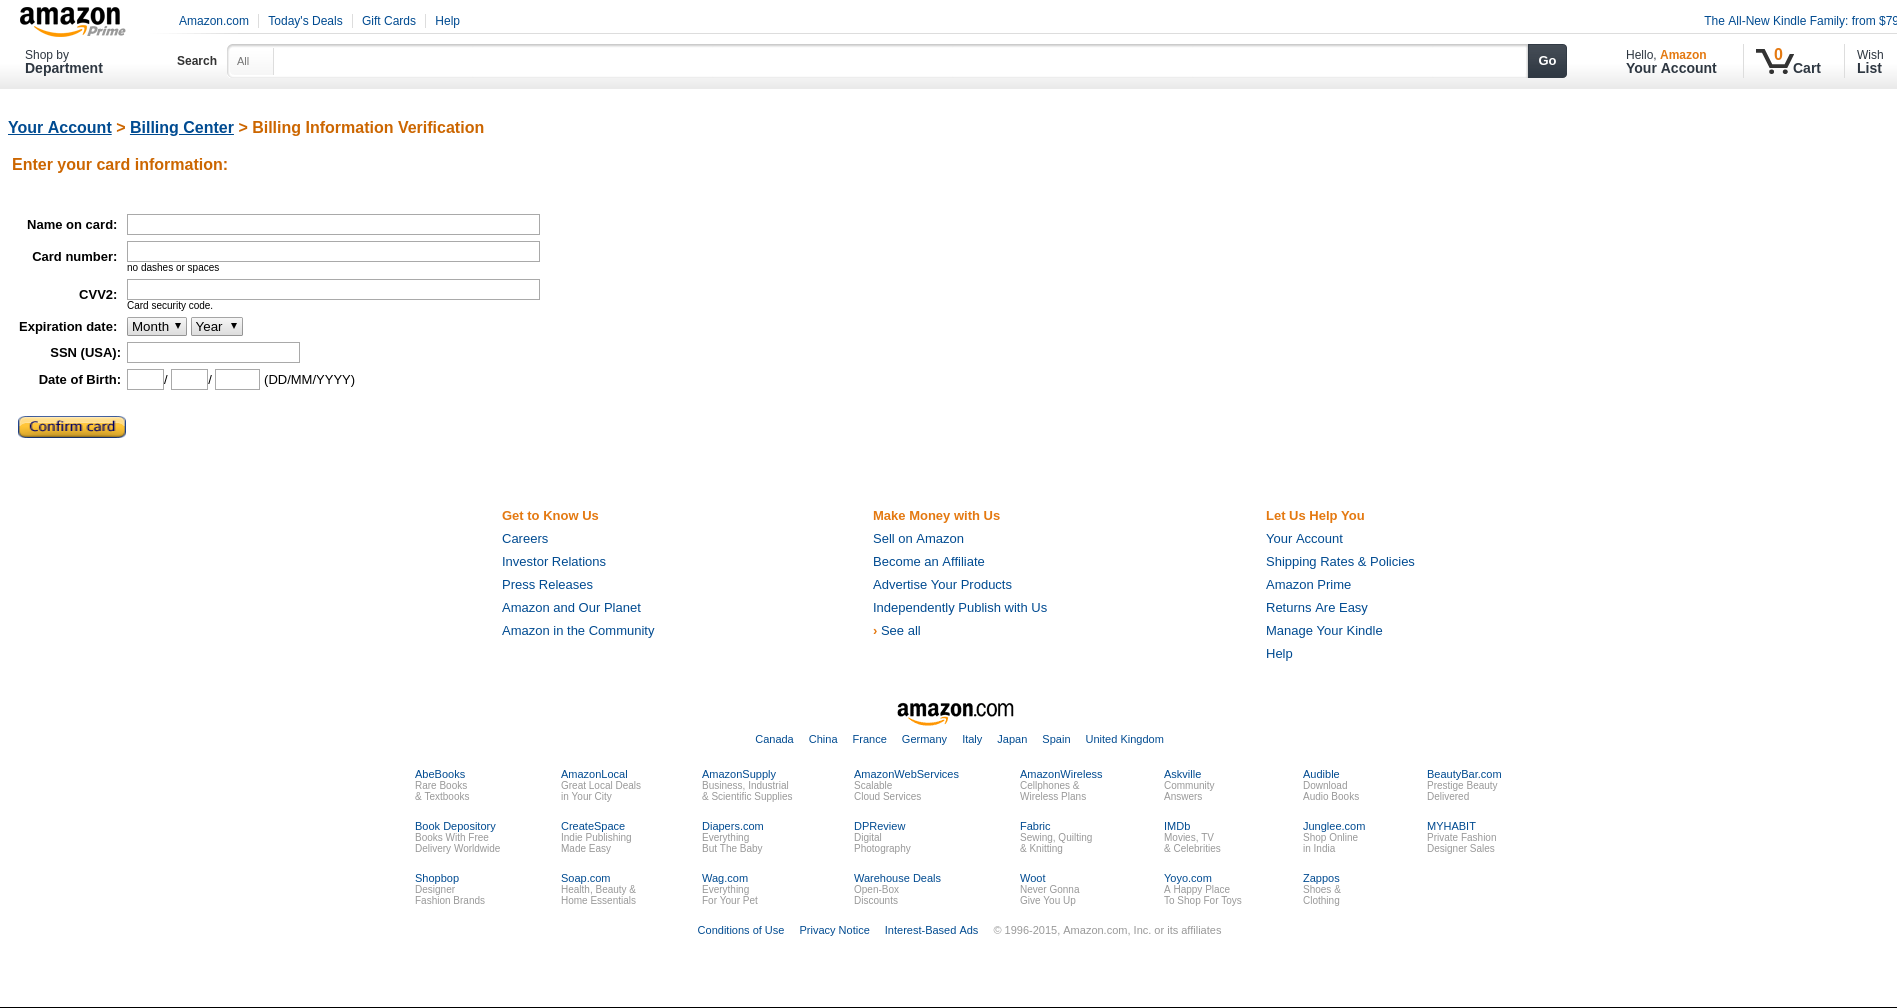 amazon
Prime
Amazon.com Today's Deals Gift Cards Help
The All-New Kindle Family: from $79
Shop by
Department
Search All Go
Hello, Amazon
Your Account
0
Cart
Wish
List
Your Account > Billing Center > Billing Information Verification
Enter your card information:
Name on card:
Card number:
no dashes or spaces
CVV2:
Card security code.
Expiration date: Month Year
SSN (USA):
Date of Birth: / / (DD/MM/YYYY)
Confirm card
Get to Know Us
Careers
Investor Relations
Press Releases
Amazon and Our Planet
Amazon in the Community
Make Money with Us
Sell on Amazon
Become an Affiliate
Advertise Your Products
Independently Publish with Us
› See all
Let Us Help You
Your Account
Shipping Rates & Policies
Amazon Prime
Returns Are Easy
Manage Your Kindle
Help
amazon.com
Canada China France Germany Italy Japan Spain United Kingdom
AbeBooks
Rare Books
& Textbooks
AmazonLocal
Great Local Deals
in Your City
AmazonSupply
Business, Industrial
& Scientific Supplies
AmazonWebServices
Scalable
Cloud Services
AmazonWireless
Cellphones &
Wireless Plans
Askville
Community
Answers
Audible
Download
Audio Books
BeautyBar.com
Prestige Beauty
Delivered
Book Depository
Books With Free
Delivery Worldwide
CreateSpace
Indie Publishing
Made Easy
Diapers.com
Everything
But The Baby
DPReview
Digital
Photography
Fabric
Sewing, Quilting
& Knitting
IMDb
Movies, TV
& Celebrities
Junglee.com
Shop Online
in India
MYHABIT
Private Fashion
Designer Sales
Shopbop
Designer
Fashion Brands
Soap.com
Health, Beauty &
Home Essentials
Wag.com
Everything
For Your Pet
Warehouse Deals
Open-Box
Discounts
Woot
Never Gonna
Give You Up
Yoyo.com
A Happy Place
To Shop For Toys
Zappos
Shoes &
Clothing
Conditions of Use Privacy Notice Interest-Based Ads © 1996-2015, Amazon.com, Inc. or its affiliates